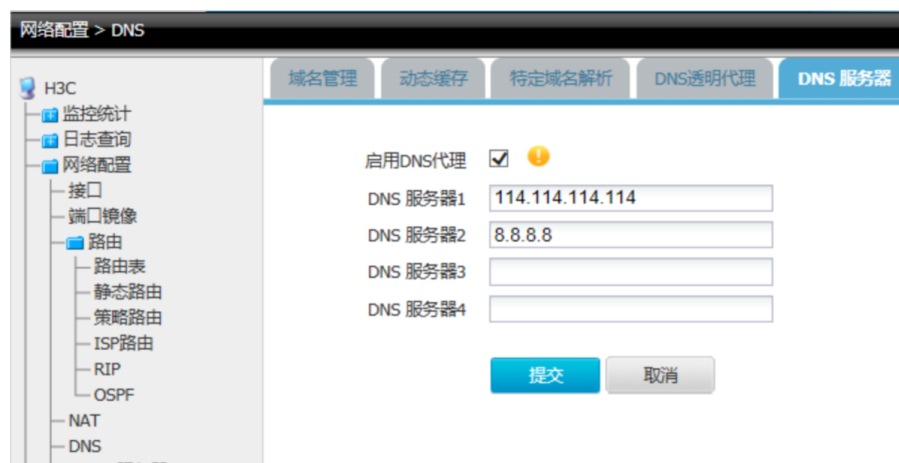 网络配置 > DNS
域名管理 动态缓存 特定域名解析 DNS透明代理 DNS 服务器
H3C
监控统计
日志查询
网络配置
接口
端口镜像
路由
路由表
静态路由
策略路由
ISP路由
RIP
OSPF
NAT
DNS
启用DNS代理
DNS 服务器1 114.114.114.114
DNS 服务器2 8.8.8.8
DNS 服务器3
DNS 服务器4
提交 取消